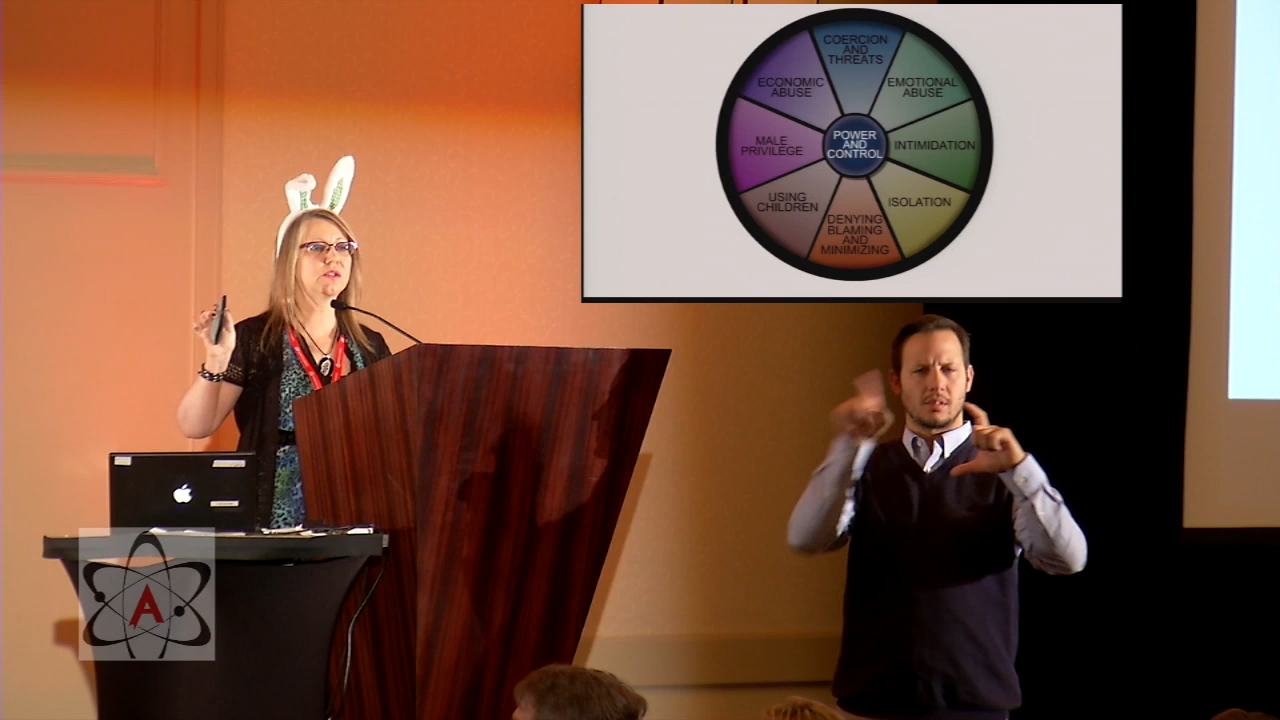 COERCION
AND
THREATS
EMOTIONAL
ABUSE
INTIMIDATION
ISOLATION
DENYING
BLAMING
AND
MINIMIZING
USING
CHILDREN
MALE
PRIVILEGE
ECONOMIC
ABUSE
POWER
AND
CONTROL
A